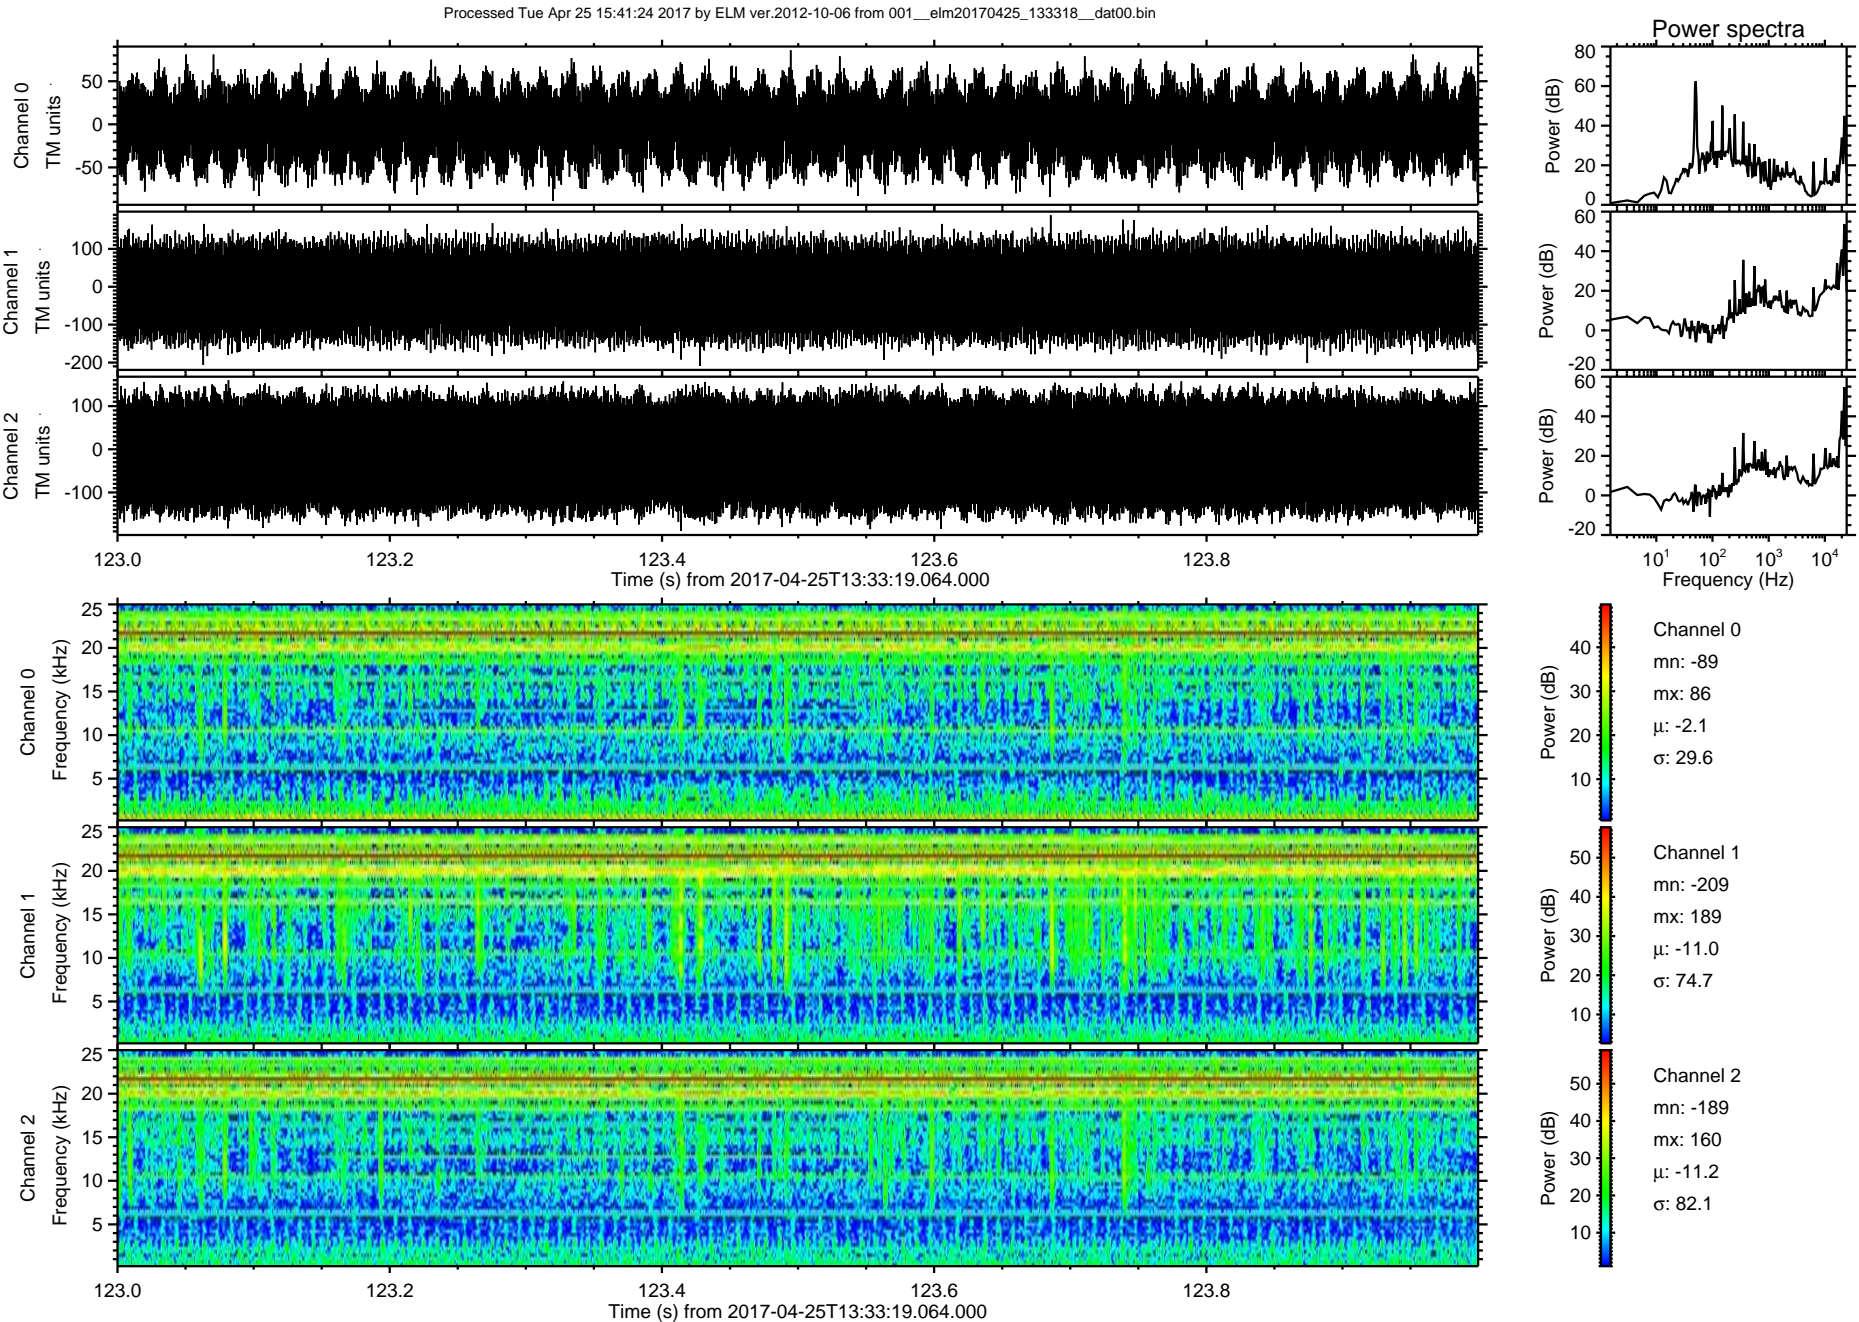 Processed Tue Apr 25 15:41:24 2017 by ELM ver.2012-10-06 from 001__elm20170425_133318__dat00.bin
Power spectra
Channel 0
TM units
50
0
-50
Power (dB)
80
60
40
20
0
Channel 1
TM units
100
0
-100
-200
Power (dB)
60
40
20
0
-20
Channel 2
TM units
100
0
-100
Power (dB)
60
40
20
0
-20
123.0 123.2 123.4 123.6 123.8
Time (s) from 2017-04-25T13:33:19.064.000
10^1 10^2 10^3 10^4
Frequency (Hz)
Channel 0
Frequency (kHz)
25
20
15
10
5
Power (dB)
40
30
20
10
Channel 0
mn: -89
mx: 86
μ: -2.1
σ: 29.6
Channel 1
Frequency (kHz)
25
20
15
10
5
Power (dB)
50
40
30
20
10
Channel 1
mn: -209
mx: 189
μ: -11.0
σ: 74.7
Channel 2
Frequency (kHz)
25
20
15
10
5
Power (dB)
50
40
30
20
10
Channel 2
mn: -189
mx: 160
μ: -11.2
σ: 82.1
123.0 123.2 123.4 123.6 123.8
Time (s) from 2017-04-25T13:33:19.064.000